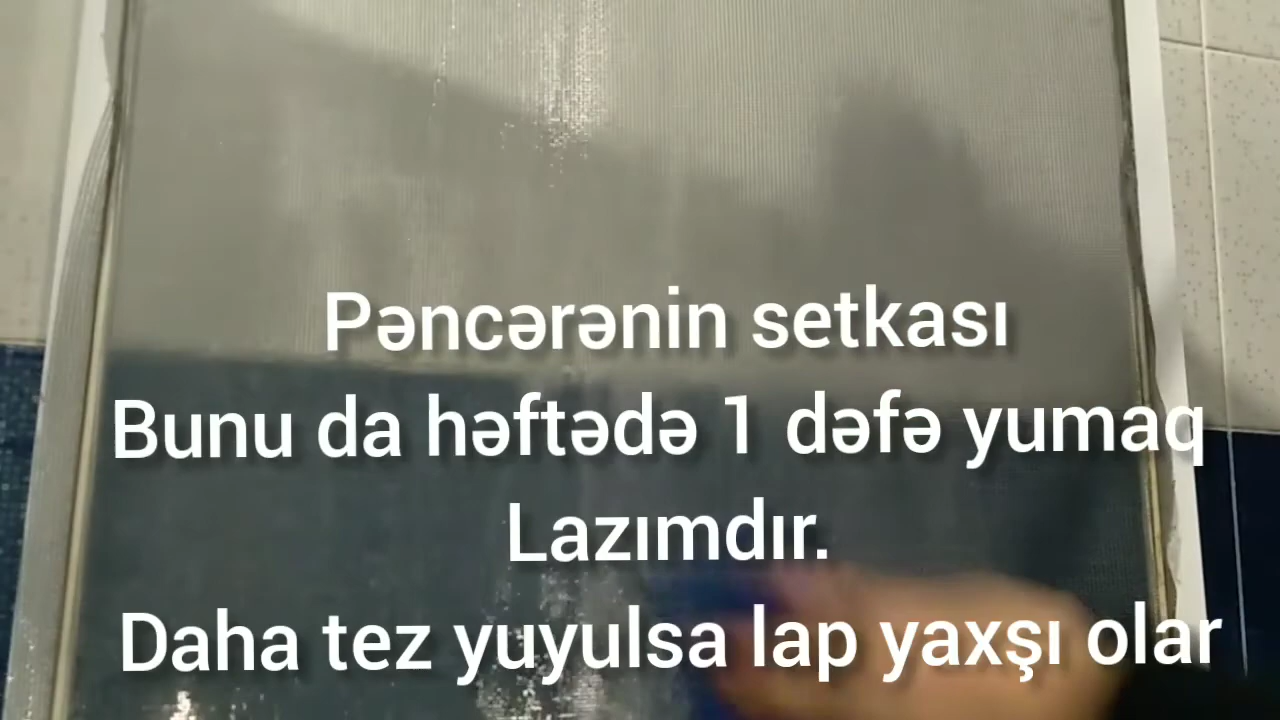 Pəncərənin setkası
Bunu da həftədə 1 dəfə yumaq
Lazımdır.
Daha tez yuyulsa lap yaxşı olar